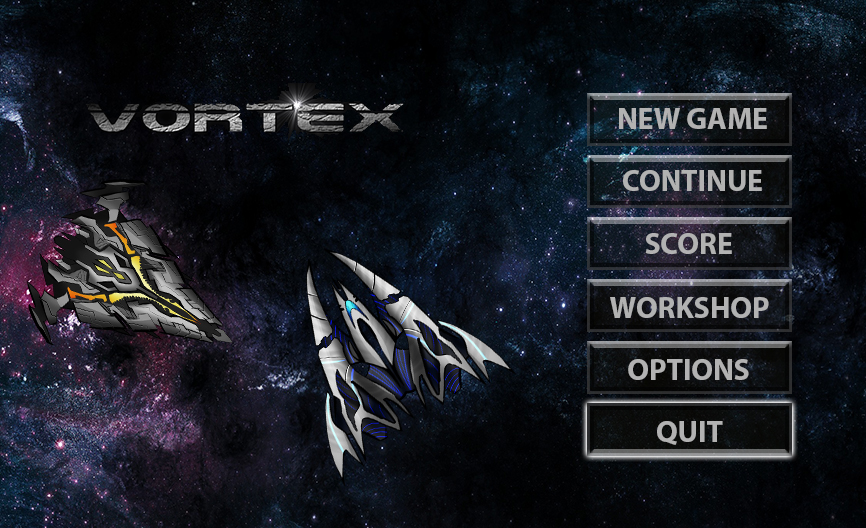 VORTEX
NEW GAME
CONTINUE
SCORE
WORKSHOP
OPTIONS
QUIT